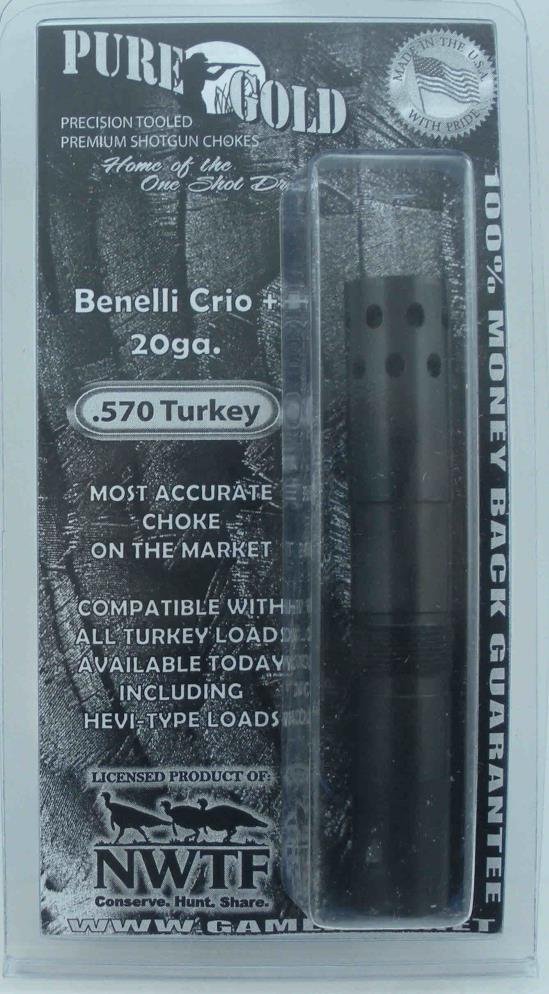 PURE GOLD
MADE IN THE U.S.A.
WITH PRIDE
PRECISION TOOLED
PREMIUM SHOTGUN CHOKES
Home of the
One Shot
100% MONEY BACK GUARANTEE
Benelli Crio +
20ga.
.570 Turkey
MOST ACCURATE
CHOKE
ON THE MARKET
COMPATIBLE WITH
ALL TURKEY LOADS
AVAILABLE TODAY
INCLUDING
HEVI-TYPE LOADS
LICENSED PRODUCT OF:
NWTF
Conserve. Hunt. Share.